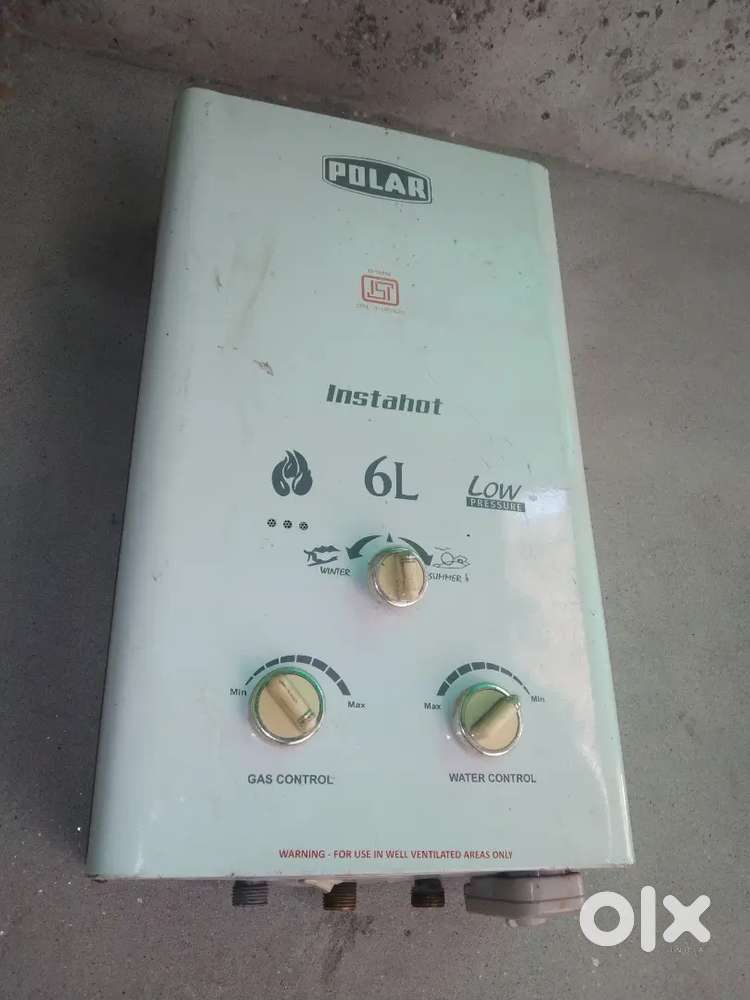 POLAR
Instahot
6L
Low
PRESSURE
WINTER
SUMMER
Min
Max
Max
Min
GAS CONTROL
WATER CONTROL
WARNING - FOR USE IN WELL VENTILATED AREAS ONLY
olx
INDIA